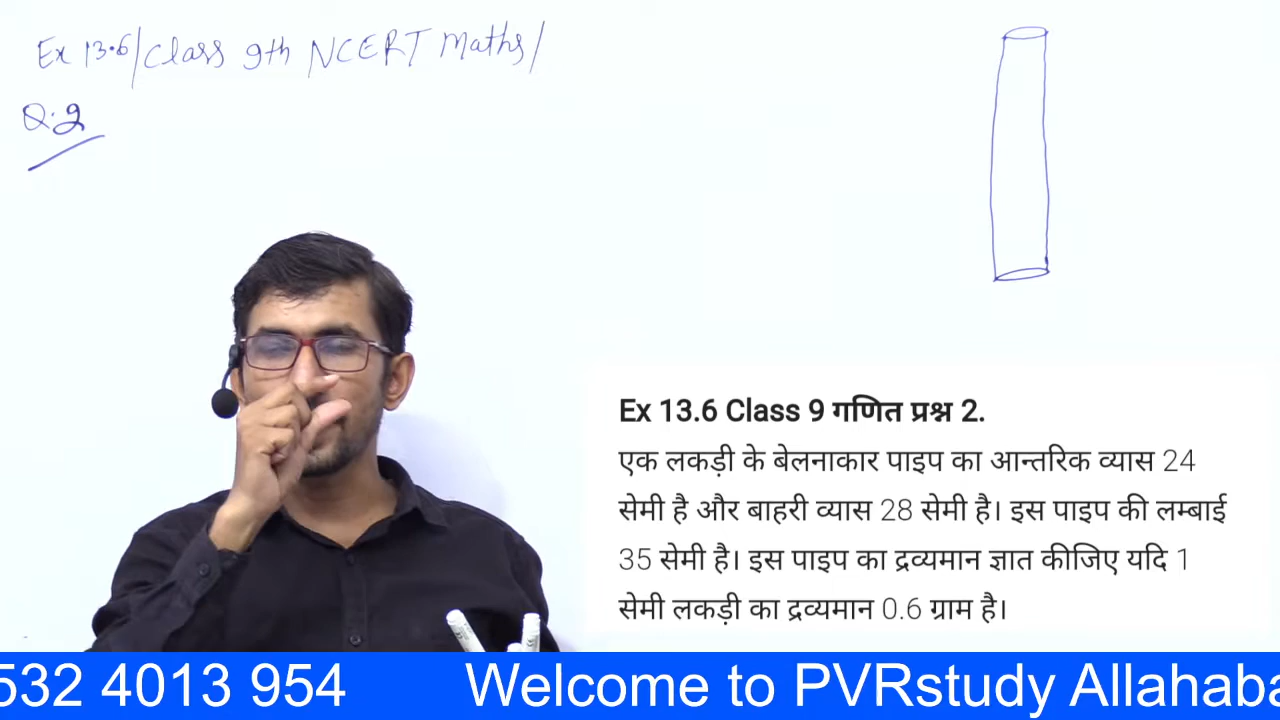 Ex 13.6/Class 9th NCERT Maths/
Q.2
Ex 13.6 Class 9 गणित प्रश्न 2.
एक लकड़ी के बेलनाकार पाइप का आन्तरिक व्यास 24
सेमी है और बाहरी व्यास 28 सेमी है। इस पाइप की लम्बाई
35 सेमी है। इस पाइप का द्रव्यमान ज्ञात कीजिए यदि 1
सेमी लकड़ी का द्रव्यमान 0.6 ग्राम है।
532 4013 954 Welcome to PVRstudy Allahaba